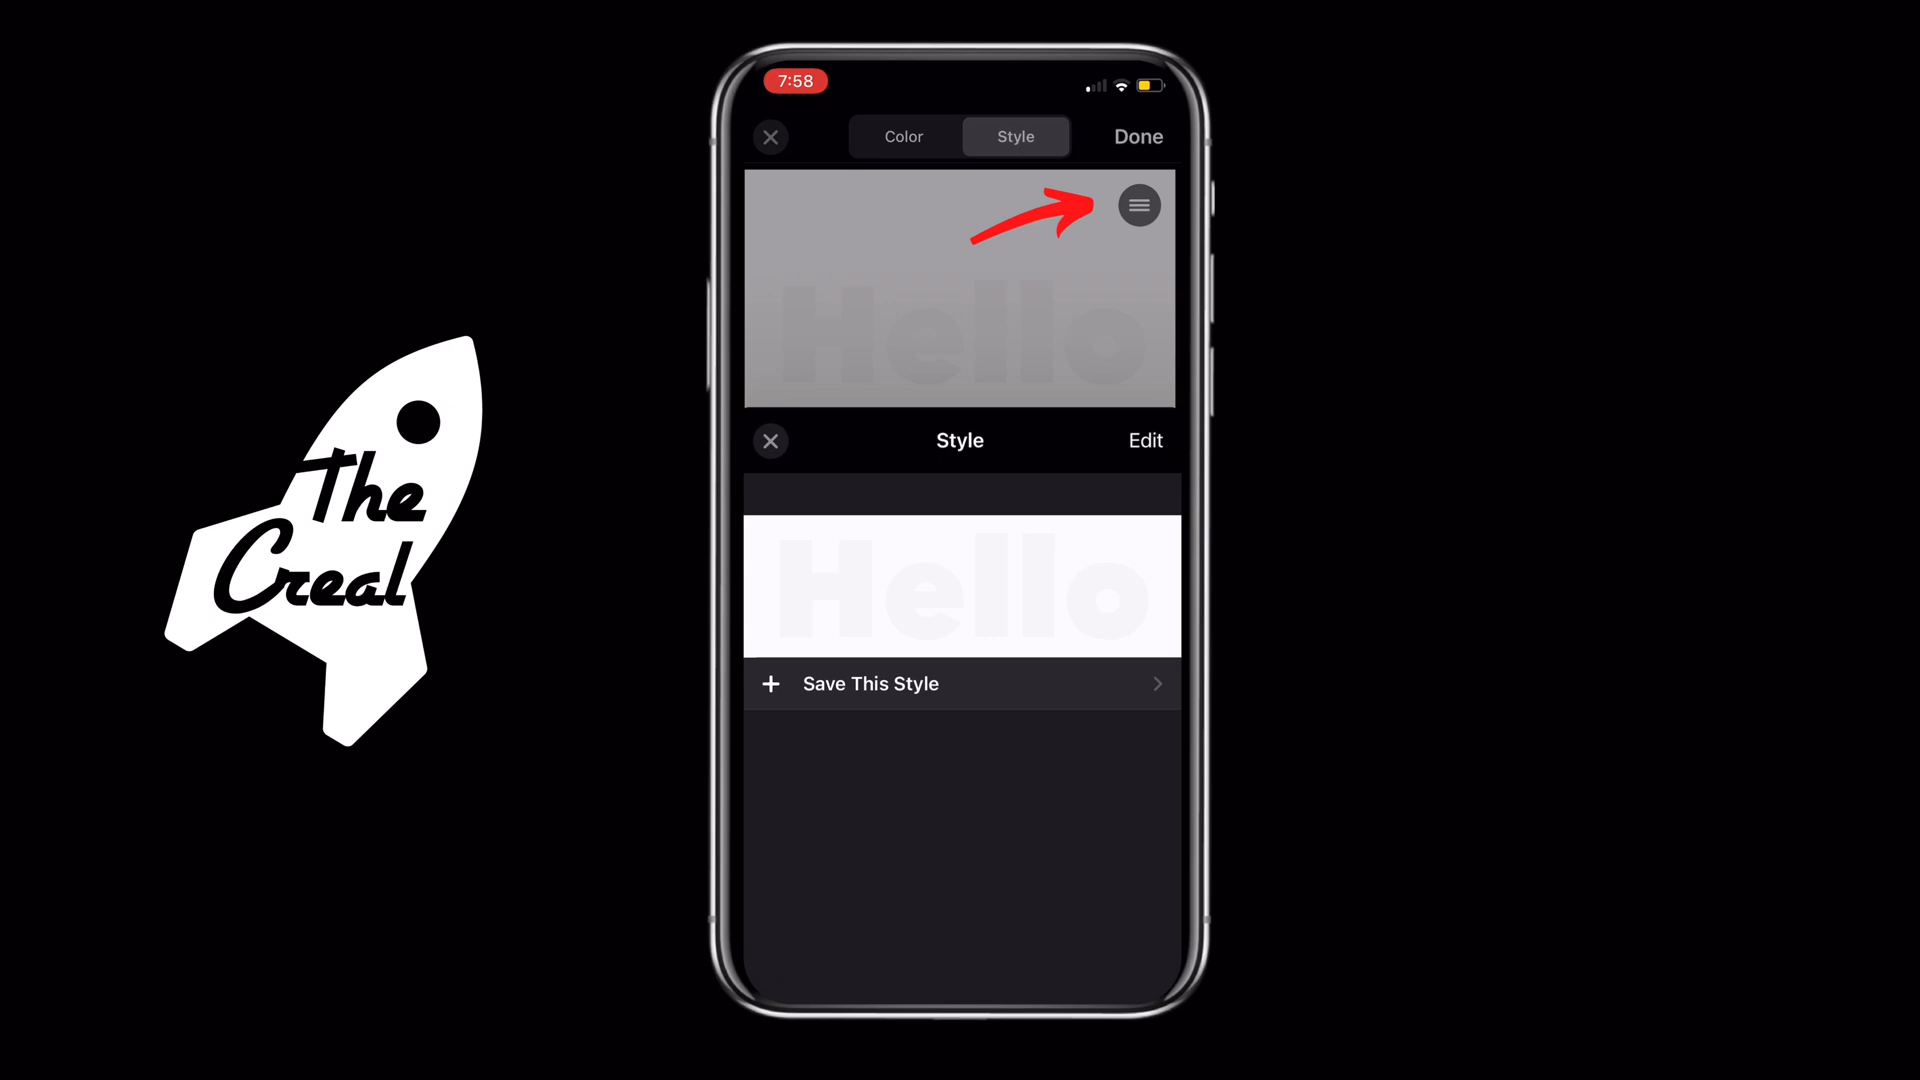 7:58
Color Style Done
Hello
Style Edit
Hello
Save This Style
The
Creal